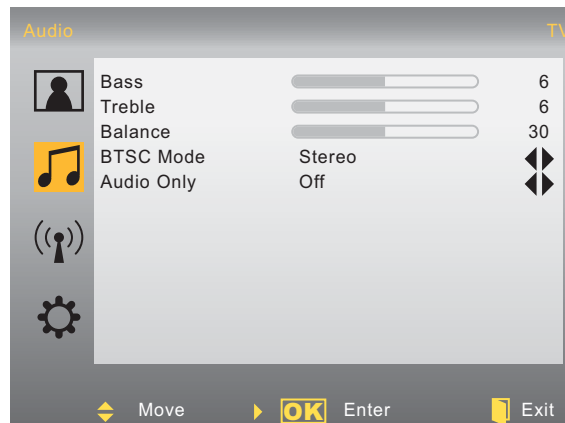 Audio TV
Bass 6
Treble 6
Balance 30
BTSC Mode Stereo
Audio Only Off
Move OK Enter Exit